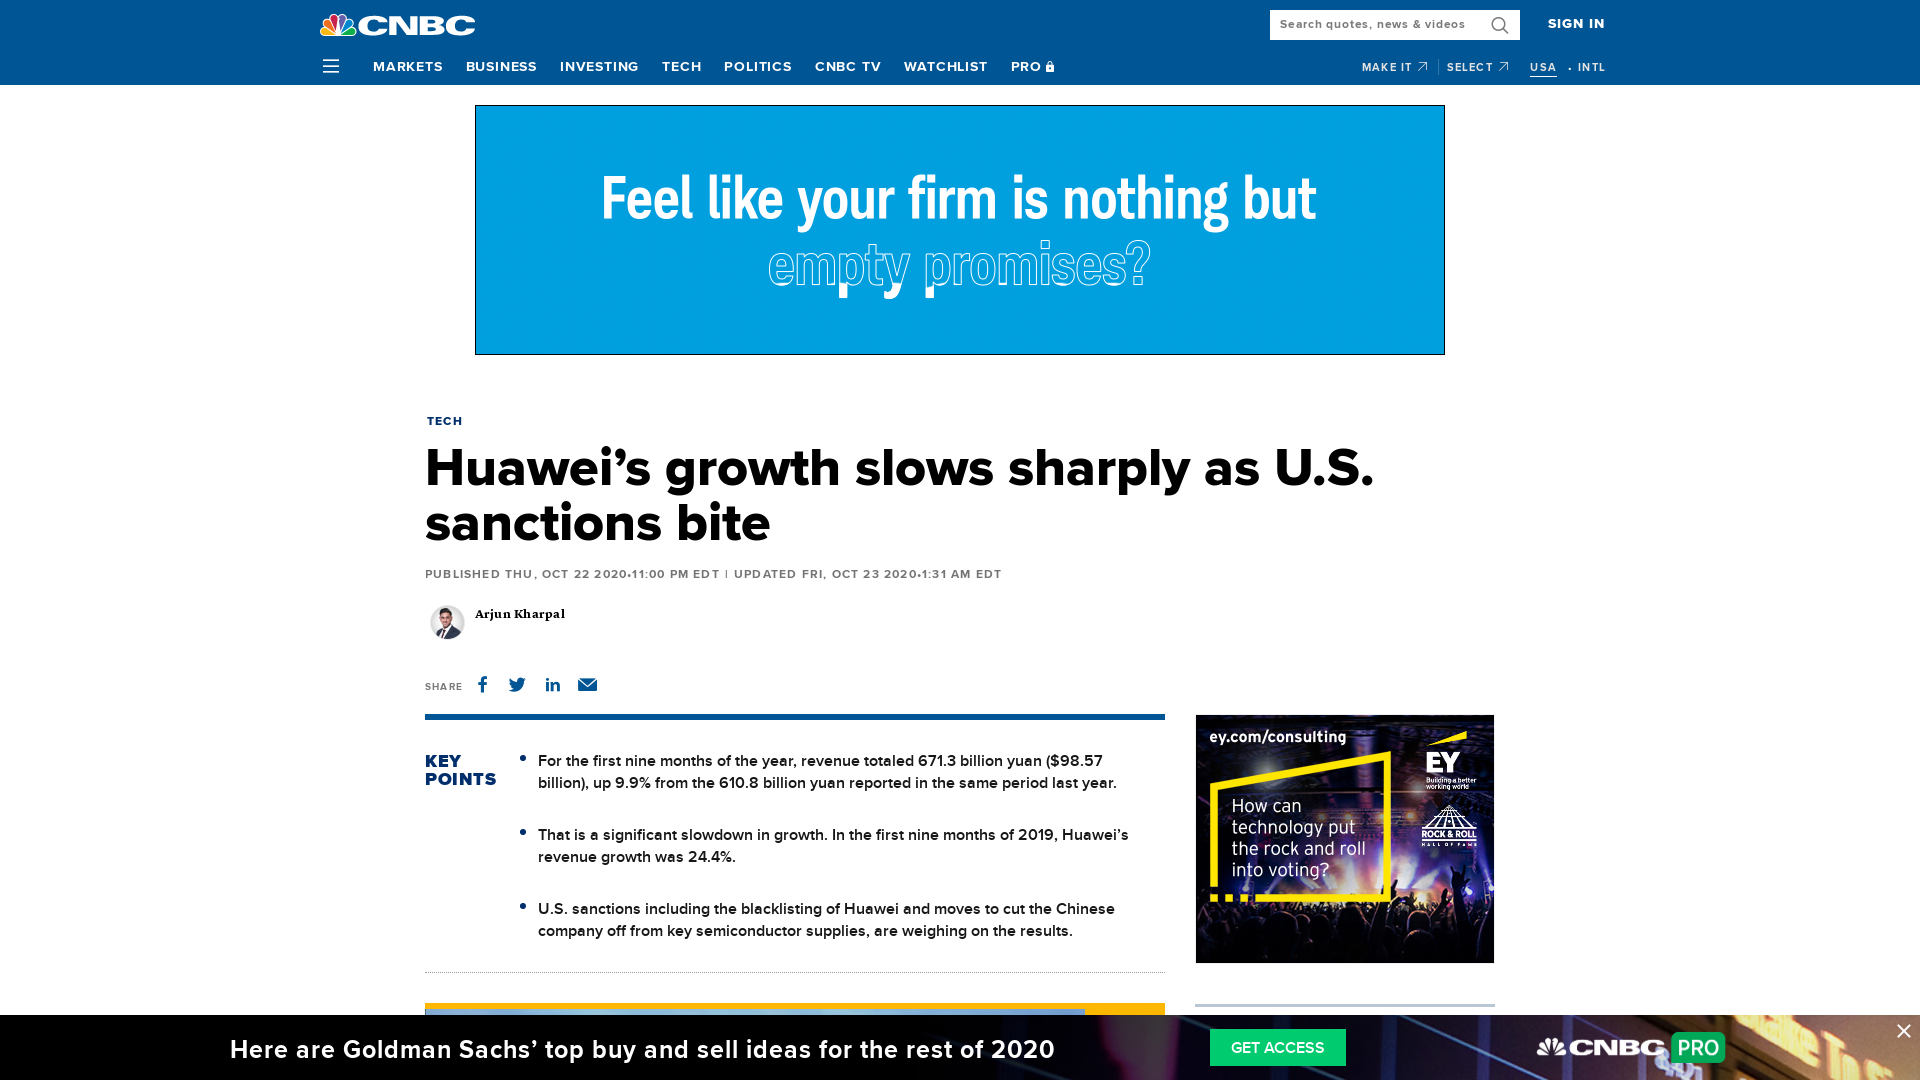 CNBC
Search quotes, news & videos
SIGN IN
MARKETS
BUSINESS
INVESTING
TECH
POLITICS
CNBC TV
WATCHLIST
PRO
MAKE IT
SELECT
USA
• INTL
Feel like your firm is nothing but
empty promises?
TECH
Huawei’s growth slows sharply as U.S.
sanctions bite
PUBLISHED THU, OCT 22 2020•11:00 PM EDT | UPDATED FRI, OCT 23 2020•1:31 AM EDT
Arjun Kharpal
SHARE
KEY
POINTS
• For the first nine months of the year, revenue totaled 671.3 billion yuan ($98.57
billion), up 9.9% from the 610.8 billion yuan reported in the same period last year.
• That is a significant slowdown in growth. In the first nine months of 2019, Huawei’s
revenue growth was 24.4%.
• U.S. sanctions including the blacklisting of Huawei and moves to cut the Chinese
company off from key semiconductor supplies, are weighing on the results.
ey.com/consulting
EY
Building a better
working world
How can
technology put
the rock and roll
into voting?
ROCK & ROLL
HALL OF FAME
Here are Goldman Sachs’ top buy and sell ideas for the rest of 2020
GET ACCESS
CNBC PRO